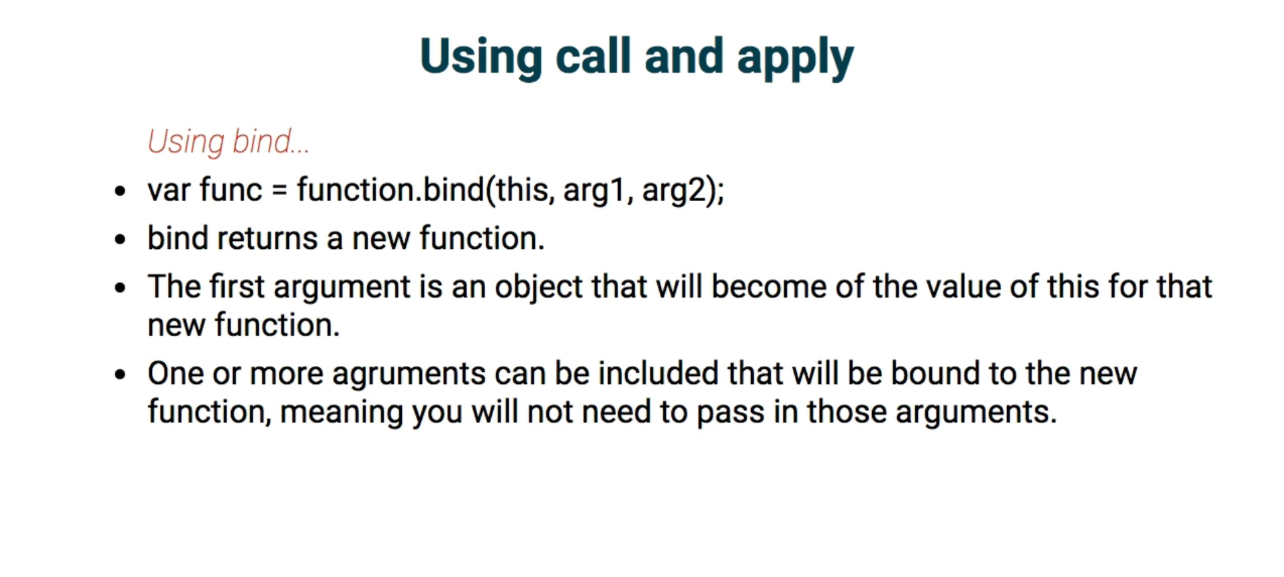 Using call and apply
Using bind...
• var func = function.bind(this, arg1, arg2);
• bind returns a new function.
• The first argument is an object that will become of the value of this for that
new function.
• One or more agruments can be included that will be bound to the new
function, meaning you will not need to pass in those arguments.